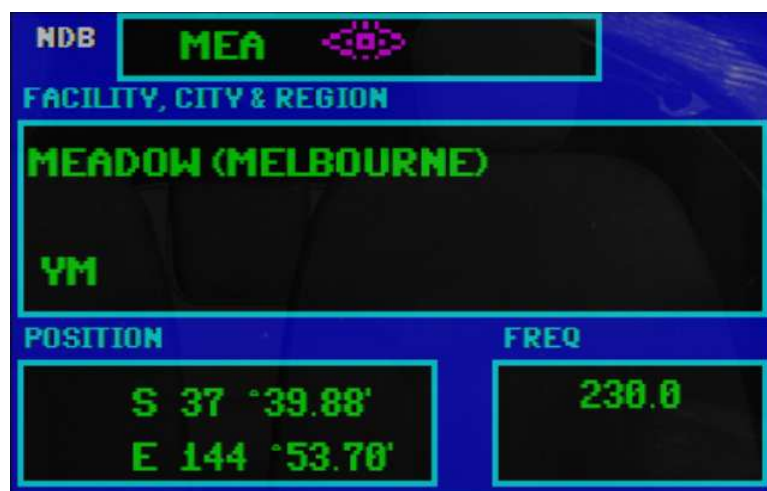 NDB MEA
FACILITY, CITY & REGION
MEADOW (MELBOURNE)
YM
POSITION FREQ
S 37 °39.88' 230.0
E 144 °53.70'